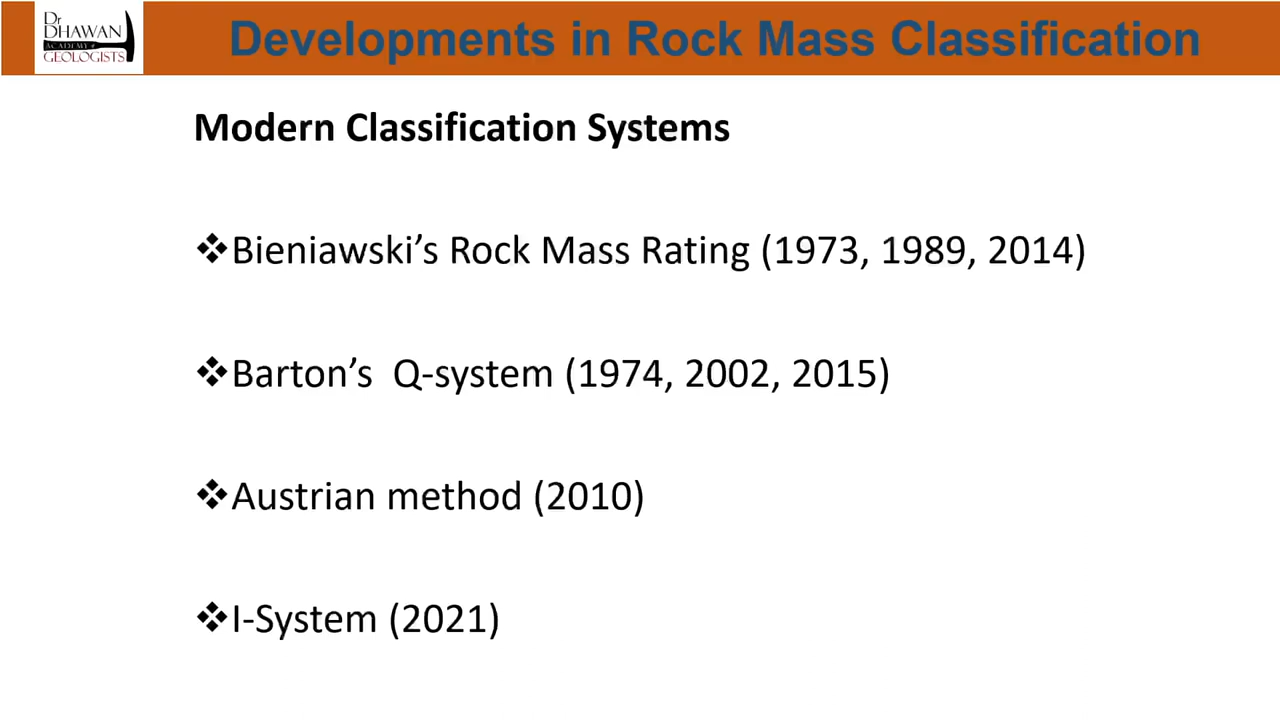 Dr
DHAWAN
ACADEMY of
GEOLOGISTS
Developments in Rock Mass Classification
Modern Classification Systems
❖Bieniawski’s Rock Mass Rating (1973, 1989, 2014)
❖Barton’s  Q-system (1974, 2002, 2015)
❖Austrian method (2010)
❖I-System (2021)